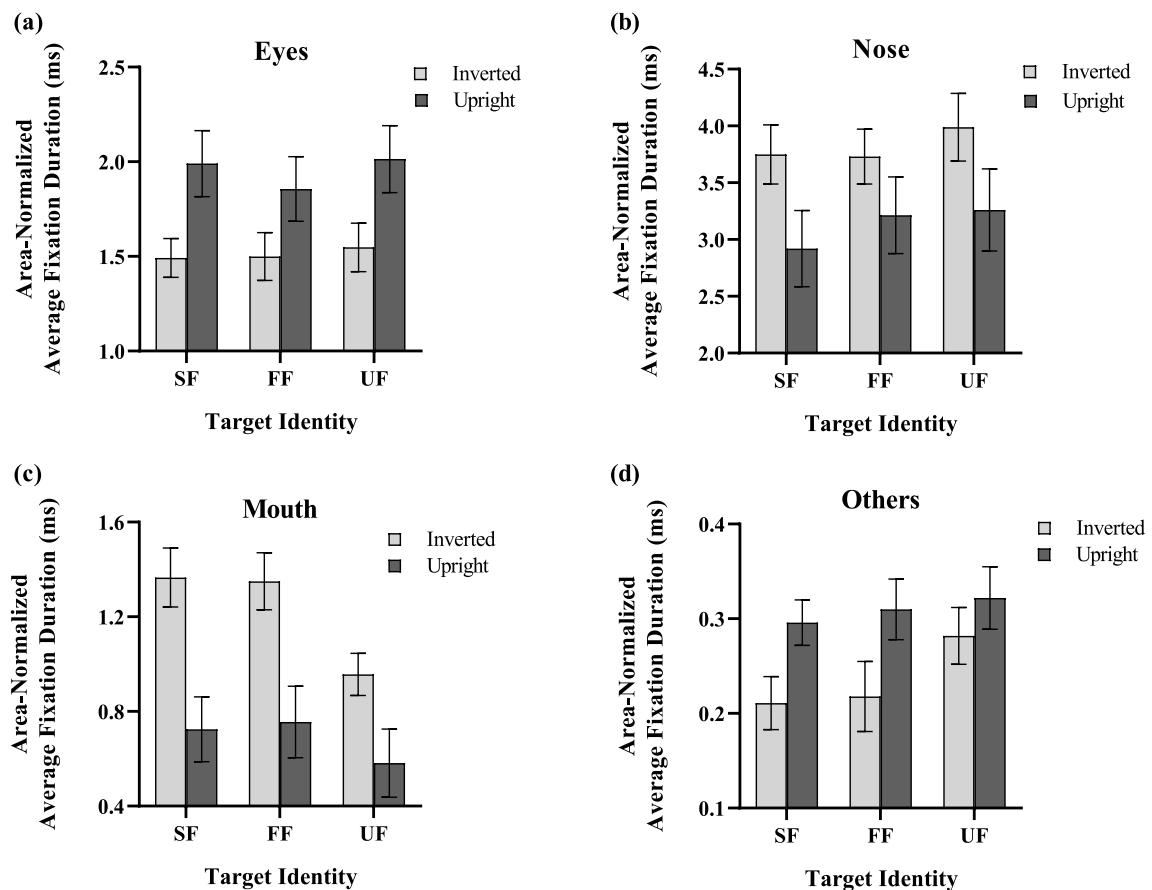 (a)
Eyes
Area-Normalized
Average Fixation Duration (ms)
2.5
2.0
1.5
1.0
Inverted
Upright
SF FF UF
Target Identity
(b)
Nose
Area-Normalized
Average Fixation Duration (ms)
4.5
4.0
3.5
3.0
2.5
2.0
Inverted
Upright
SF FF UF
Target Identity
(c)
Mouth
Area-Normalized
Average Fixation Duration (ms)
1.6
1.2
0.8
0.4
Inverted
Upright
SF FF UF
Target Identity
(d)
Others
Area-Normalized
Average Fixation Duration (ms)
0.4
0.3
0.2
0.1
Inverted
Upright
SF FF UF
Target Identity